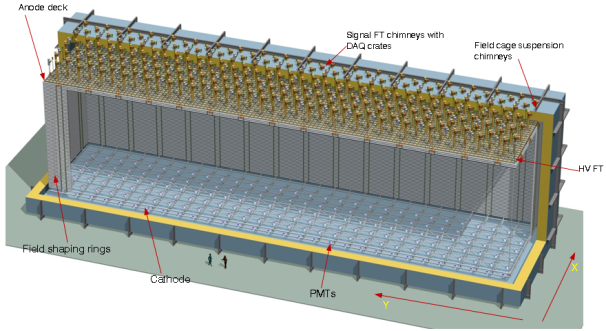 Anode deck
Signal FT chimneys with
DAQ crates
Field cage suspension
chimneys
HV FT
Field shaping rings
Cathode
PMTs
Y
X